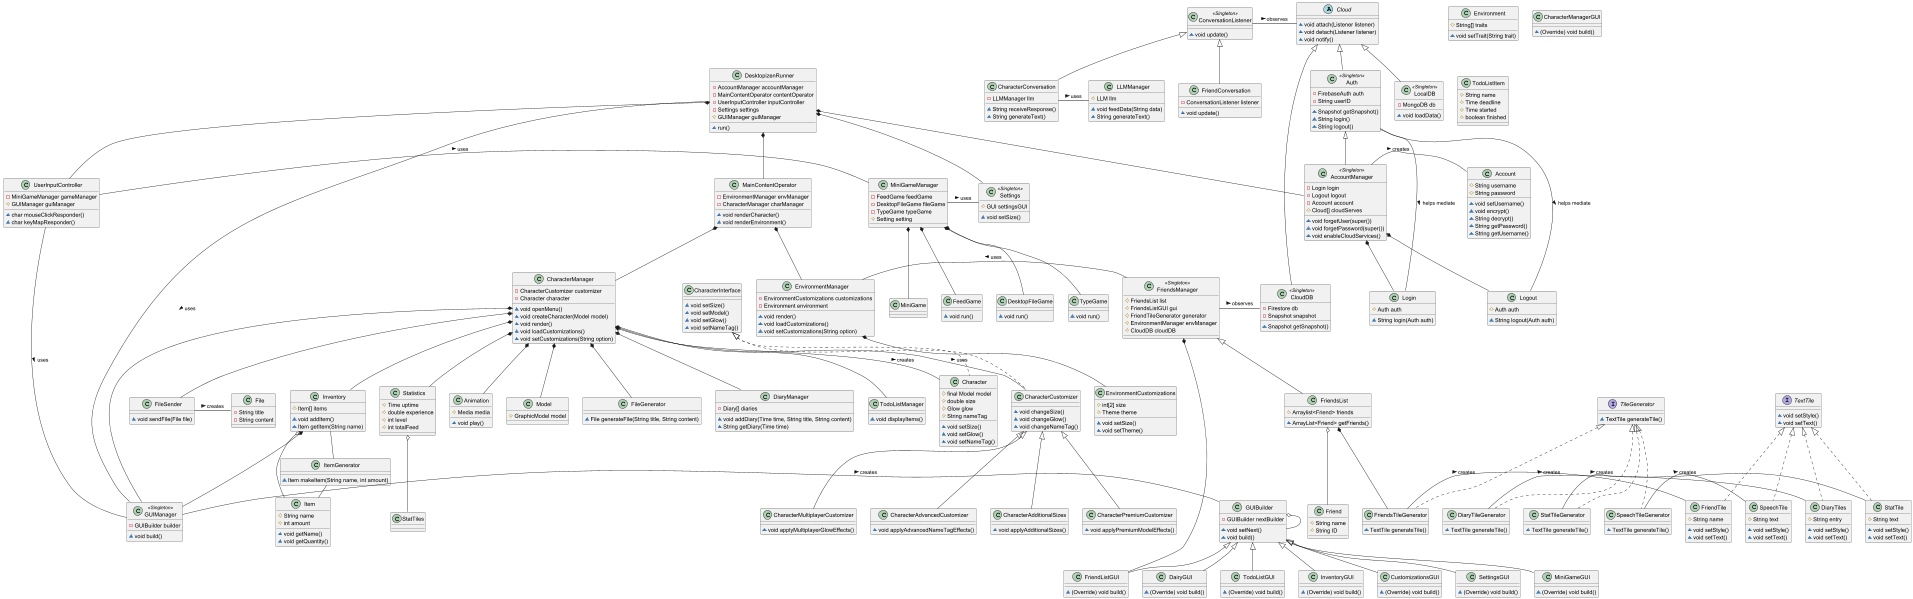 «Singleton»
ConversationListener
void update()
observes
Cloud
void attach(Listener listener)
void detach(Listener listener)
void notify()
Environment
String[] traits
void setTrait(String trait)
CharacterManagerGUI
(Override) void build()
DesktopizenRunner
AccountManager accountManager
MainContentOperator contentOperator
UserInputController inputController
Settings settings
GUIManager guiManager
run()
CharacterConversation
LLMManager llm
String receiveResponse()
String generateText()
uses
LLMManager
LLM llm
void feedData(String data)
String generateText()
FriendConversation
ConversationListener listener
void update()
«Singleton»
Auth
FirebaseAuth auth
String userID
Snapshot getSnapshot()
String login()
String logout()
«Singleton»
LocalDB
MongoDB db
void loadData()
TodoListItem
String name
Time deadline
Time started
boolean finished
uses
creates
UserInputController
MiniGameManager gameManager
GUIManager guiManager
char mouseClickResponder()
char keyMapResponder()
MainContentOperator
EnvironmentManager envManager
CharacterManager charManager
void renderCharacter()
void renderEnvironment()
MiniGameManager
FeedGame feedGame
DesktopFileGame fileGame
TypeGame typeGame
Setting setting
uses
«Singleton»
Settings
GUI settingsGUI
void setSize()
«Singleton»
AccountManager
Login login
Logout logout
Account account
Cloud[] cloudServes
void forgetUser(super())
void forgetPassword(super())
void enableCloudServices()
Account
String username
String password
void setUsername()
void encrypt()
String decrypt()
String getPassword()
String getUsername()
helps mediate
helps mediate
uses
uses
CharacterManager
CharacterCustomizer customizer
Character character
void openMenu()
void createCharacter(Model model)
void render()
void loadCustomizations()
void setCustomizations(String option)
CharacterInterface
void setSize()
void setModel()
void setGlow()
void setNameTag()
EnvironmentManager
EnvironmentCustomizations customizations
Environment environment
void render()
void loadCustomizations()
void setCustomizations(String option)
MiniGame
FeedGame
void run()
DesktopFileGame
void run()
TypeGame
void run()
«Singleton»
FriendsManager
FriendsList list
FriendsListGUI gui
FriendTileGenerator generator
EnvironmentManager envManager
CloudDB cloudDB
observes
«Singleton»
CloudDB
Firestore db
Snapshot snapshot
Snapshot getSnapshot()
Login
Auth auth
String login(Auth auth)
Logout
Auth auth
String logout(Auth auth)
uses
creates
uses
FileSender
void sendFile(File file)
creates
File
String title
String content
Inventory
Item[] items
void addItem()
Item getItem(String name)
Statistics
Time uptime
double experience
int level
int totalFeed
Animation
Media media
void play()
Model
GraphicModel model
FileGenerator
File generateFile(String title, String content)
DiaryManager
Diary[] diaries
void addDiary(Time time, String title, String content)
String getDiary(Time time)
TodoListManager
void displayItems()
Character
final Model model
double size
Glow glow
String nameTag
void setSize()
void setGlow()
void setNameTag()
CharacterCustomizer
void changeSize()
void changeGlow()
void changeNameTag()
EnvironmentCustomizations
int[2] size
Theme theme
void setSize()
void setTheme()
FriendsList
Arraylist<Friend> friends
ArrayList<Friend> getFriends()
TileGenerator
TextTile generateTile()
TextTile
void setStyle()
void setText()
ItemGenerator
Item makeItem(String name, int amount)
creates
creates
creates
creates
creates
«Singleton»
GUIManager
GUIBuilder builder
void build()
Item
String name
int amount
void getName()
void getQuantity()
StatTiles
CharacterMultiplayerCustomizer
void applyMultiplayerGlowEffects()
CharacterAdvancedCustomizer
void applyAdvancedNameTagEffects()
CharacterAdditionalSizes
void applyAdditionalSizes()
CharacterPremiumCustomizer
void applyPremiumModelEffects()
GUIBuilder
GUIBuilder nextBuilder
void setNext()
void build()
Friend
String name
String ID
FriendsTileGenerator
TextTile generateTile()
DiaryTileGenerator
TextTile generateTile()
StatTileGenerator
TextTile generateTile()
SpeechTileGenerator
TextTile generateTile()
FriendTile
String name
void setStyle()
void setText()
SpeechTile
String text
void setStyle()
void setText()
DiaryTiles
String entry
void setStyle()
void setText()
StatTile
String text
void setStyle()
void setText()
FriendListGUI
(Override) void build()
DairyGUI
(Override) void build()
TodoListGUI
(Override) void build()
InventoryGUI
(Override) void build()
CustomizationsGUI
(Override) void build()
SettingsGUI
(Override) void build()
MiniGameGUI
(Override) void build()